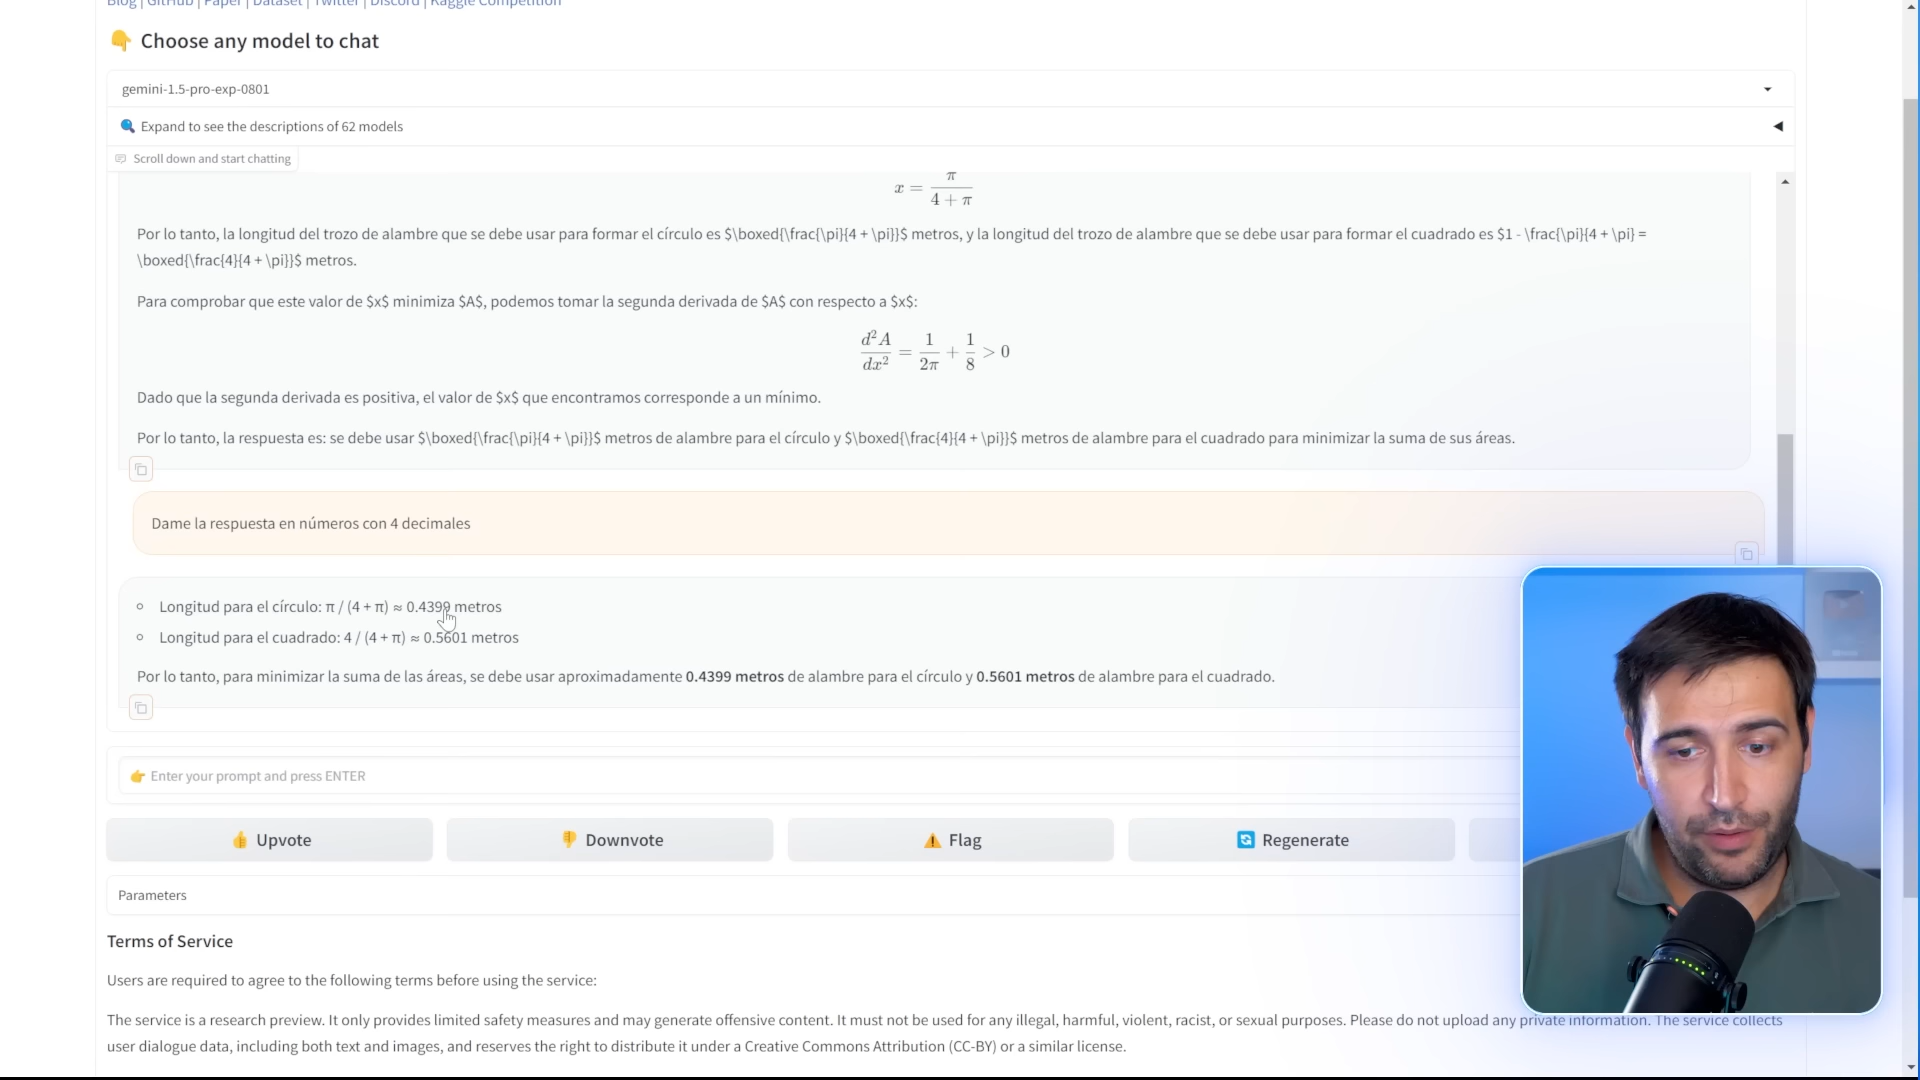 Blog | GitHub | Paper | Dataset | Twitter | Discord | Kaggle Competition
👇 Choose any model to chat
gemini-1.5-pro-exp-0801
🔍 Expand to see the descriptions of 62 models
Scroll down and start chatting
x = π / (4 + π)
Por lo tanto, la longitud del trozo de alambre que se debe usar para formar el círculo es $\boxed{\frac{\pi}{4 + \pi}}$ metros, y la longitud del trozo de alambre que se debe usar para formar el cuadrado es $1 - \frac{\pi}{4 + \pi} =
\boxed{\frac{4}{4 + \pi}}$ metros.
Para comprobar que este valor de $x$ minimiza $A$, podemos tomar la segunda derivada de $A$ con respecto a $x$:
d²A/dx² = 1/2π + 1/8 > 0
Dado que la segunda derivada es positiva, el valor de $x$ que encontramos corresponde a un mínimo.
Por lo tanto, la respuesta es: se debe usar $\boxed{\frac{\pi}{4 + \pi}}$ metros de alambre para el círculo y $\boxed{\frac{4}{4 + \pi}}$ metros de alambre para el cuadrado para minimizar la suma de sus áreas.
Dame la respuesta en números con 4 decimales
Longitud para el círculo: π / (4 + π) ≈ 0.4399 metros
Longitud para el cuadrado: 4 / (4 + π) ≈ 0.5601 metros
Por lo tanto, para minimizar la suma de las áreas, se debe usar aproximadamente 0.4399 metros de alambre para el círculo y 0.5601 metros de alambre para el cuadrado.
👉 Enter your prompt and press ENTER
👍 Upvote
👎 Downvote
⚠️ Flag
🔄 Regenerate
Parameters
Terms of Service
Users are required to agree to the following terms before using the service:
The service is a research preview. It only provides limited safety measures and may generate offensive content. It must not be used for any illegal, harmful, violent, racist, or sexual purposes. Please do not upload any private information. The service collects
user dialogue data, including both text and images, and reserves the right to distribute it under a Creative Commons Attribution (CC-BY) or a similar license.